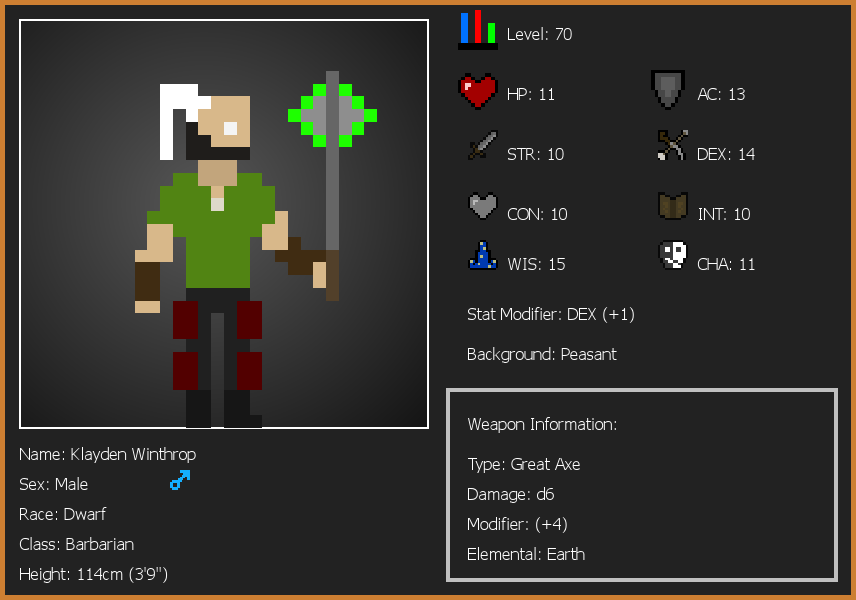 Level: 70
HP: 11
AC: 13
STR: 10
DEX: 14
CON: 10
INT: 10
WIS: 15
CHA: 11
Stat Modifier: DEX (+1)
Background: Peasant
Weapon Information:
Type: Great Axe
Damage: d6
Modifier: (+4)
Elemental: Earth
Name: Klayden Winthrop
Sex: Male
Race: Dwarf
Class: Barbarian
Height: 114cm (3'9")